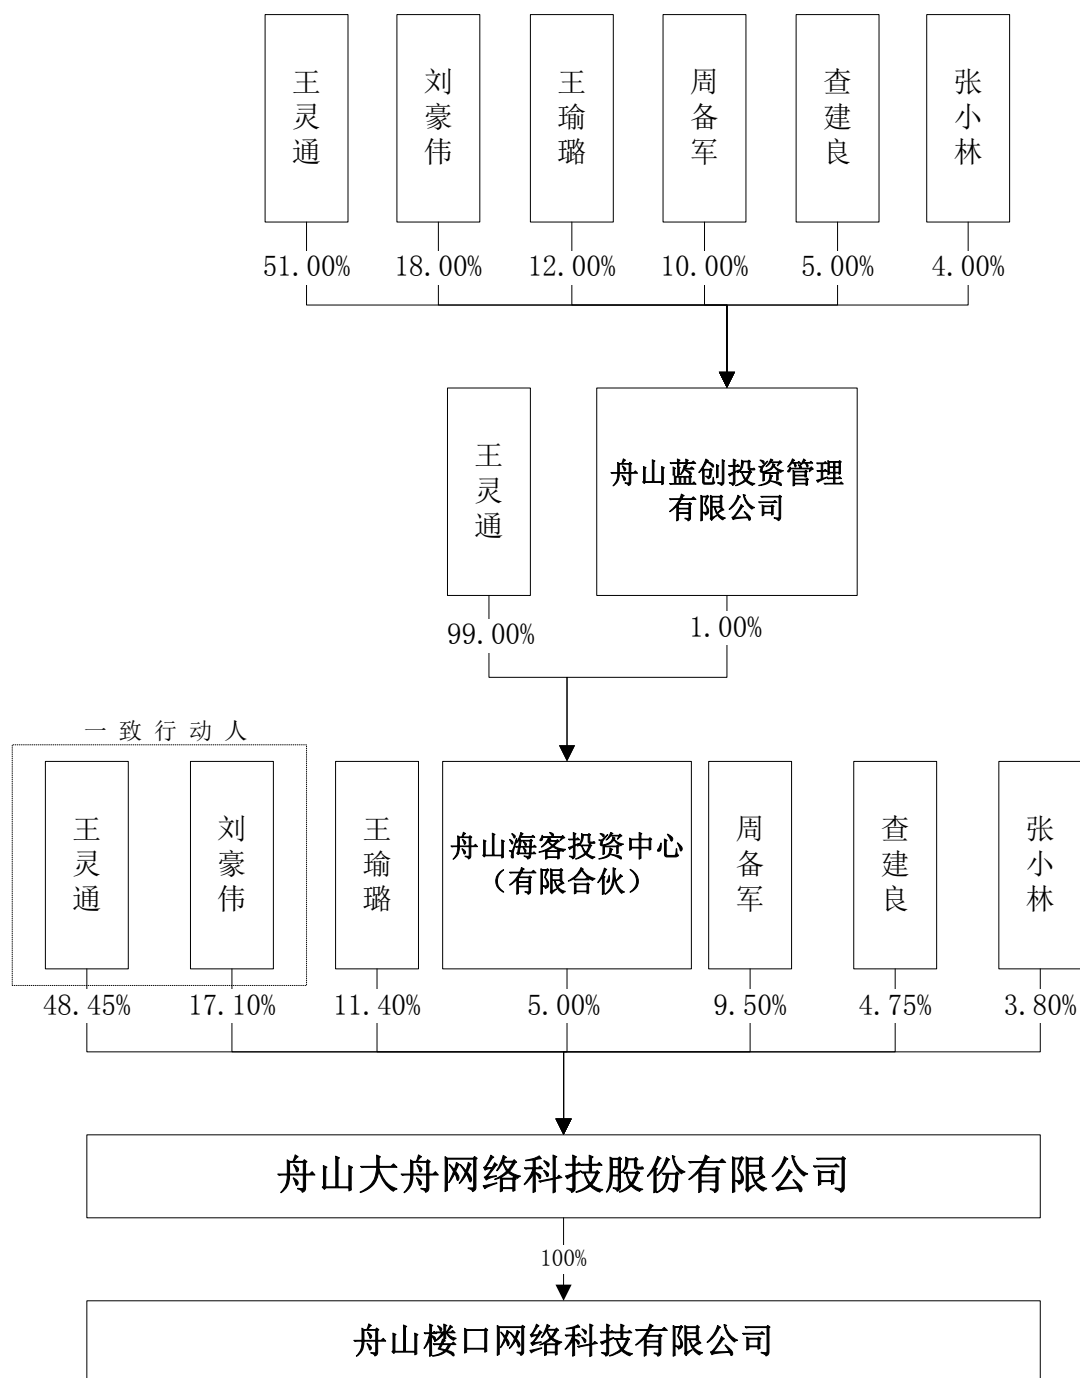 王灵通
刘豪伟
王瑜璐
周备军
查建良
张小林
51.00%
18.00%
12.00%
10.00%
5.00%
4.00%
王灵通
舟山蓝创投资管理
有限公司
99.00%
1.00%
一致行动人
王灵通
刘豪伟
王瑜璐
舟山海客投资中心
（有限合伙）
周备军
查建良
张小林
48.45%
17.10%
11.40%
5.00%
9.50%
4.75%
3.80%
舟山大舟网络科技股份有限公司
100%
舟山楼口网络科技有限公司